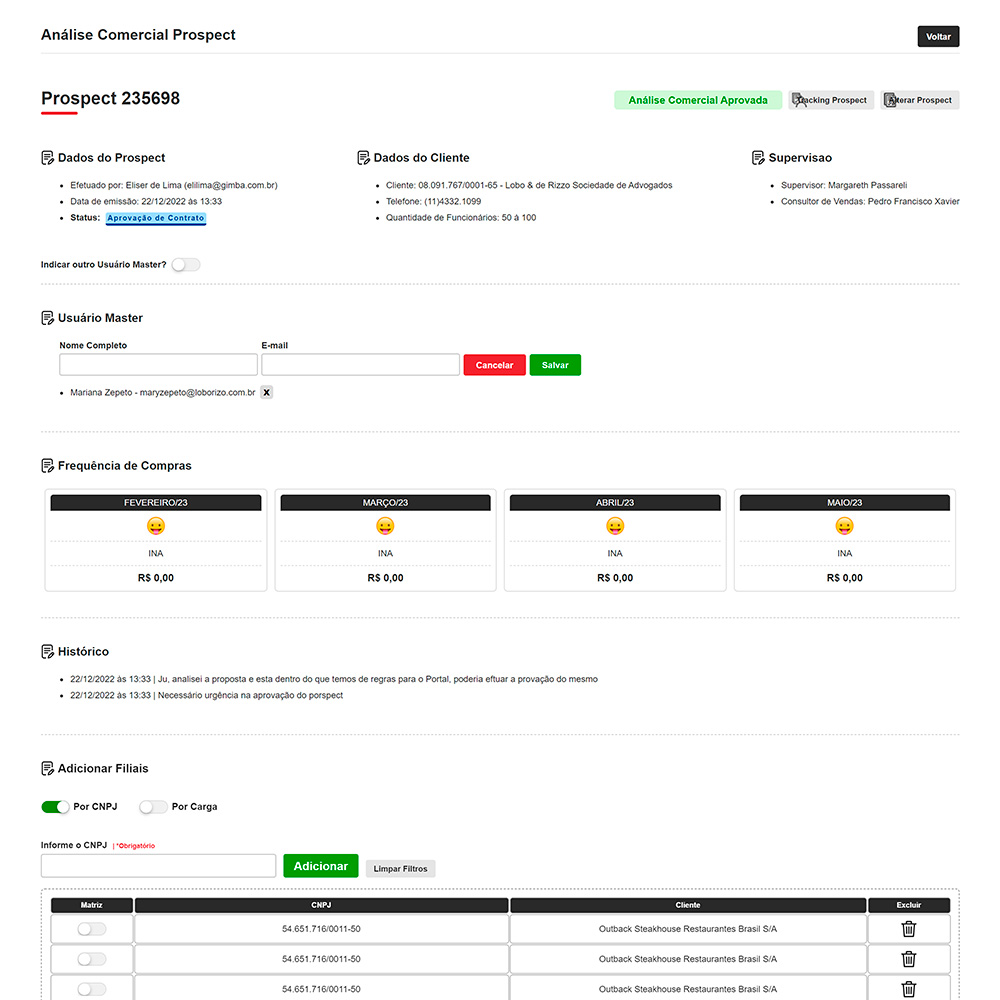 Análise Comercial Prospect
Voltar
Prospect 235698
Análise Comercial Aprovada
Tracking Prospect
Alterar Prospect
Dados do Prospect
Efetuado por: Eliser de Lima (elilima@gimba.com.br)
Data de emissão: 22/12/2022 às 13:33
Status: Aprovação de Contrato
Dados do Cliente
Cliente: 08.091.767/0001-65 - Lobo & de Rizzo Sociedade de Advogados
Telefone: (11)4332.1099
Quantidade de Funcionários: 50 à 100
Supervisao
Supervisor: Margareth Passareli
Consultor de Vendas: Pedro Francisco Xavier
Indicar outro Usuário Master?
Usuário Master
Nome Completo
E-mail
Cancelar
Salvar
Mariana Zepeto - maryzepeto@loborizo.com.br X
Frequência de Compras
FEVEREIRO/23
INA
R$ 0,00
MARÇO/23
INA
R$ 0,00
ABRIL/23
INA
R$ 0,00
MAIO/23
INA
R$ 0,00
Histórico
22/12/2022 às 13:33 | Ju, analisei a proposta e esta dentro do que temos de regras para o Portal, poderia eftuar a provação do mesmo
22/12/2022 às 13:33 | Necessário urgência na aprovação do porspect
Adicionar Filiais
Por CNPJ
Por Carga
Informe o CNPJ | *Obrigatório
Adicionar
Limpar Filtros
Matriz CNPJ Cliente Excluir
54.651.716/0011-50 Outback Steakhouse Restaurantes Brasil S/A
54.651.716/0011-50 Outback Steakhouse Restaurantes Brasil S/A
54.651.716/0011-50 Outback Steakhouse Restaurantes Brasil S/A